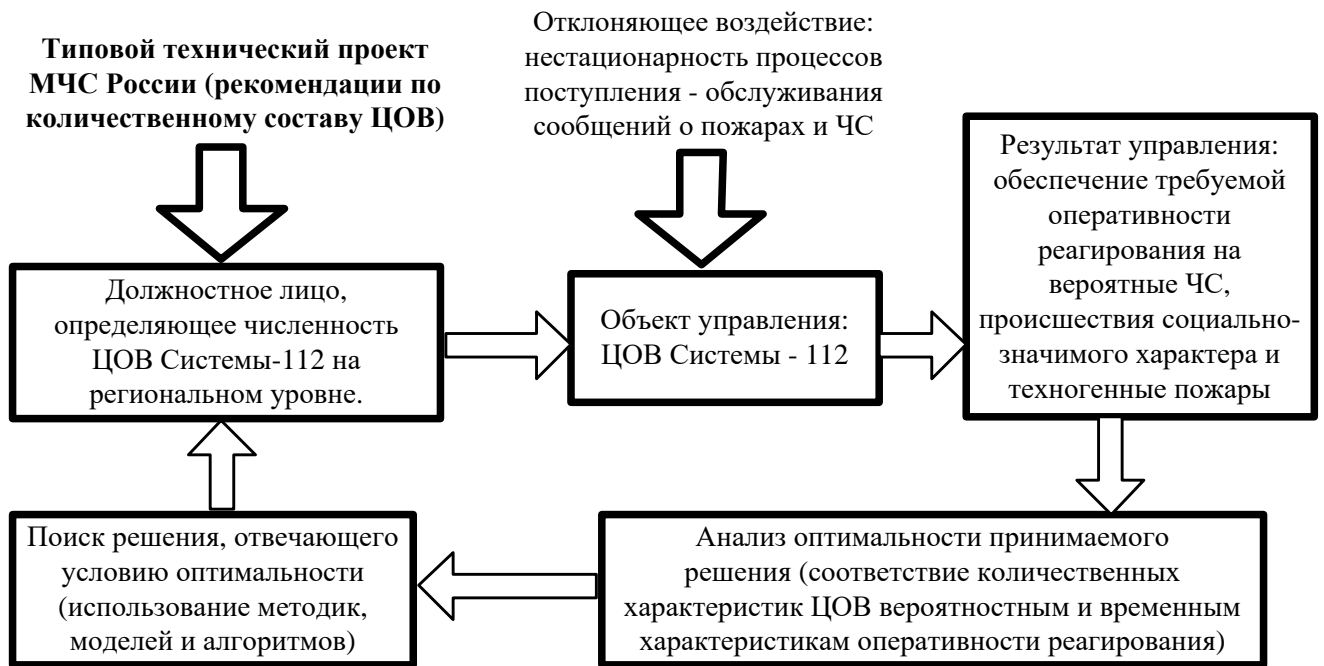 Типовой технический проект
МЧС России (рекомендации по
количественному составу ЦОВ)
Отклоняющее воздействие:
нестационарность процессов
поступления - обслуживания
сообщений о пожарах и ЧС
Должностное лицо,
определяющее численность
ЦОВ Системы-112 на
региональном уровне.
Объект управления:
ЦОВ Системы - 112
Результат управления:
обеспечение требуемой
оперативности
реагирования на
вероятные ЧС,
происшествия социально-
значимого характера и
техногенные пожары
Поиск решения, отвечающего
условию оптимальности
(использование методик,
моделей и алгоритмов)
Анализ оптимальности принимаемого
решения (соответствие количественных
характеристик ЦОВ вероятностным и временным
характеристикам оперативности реагирования)